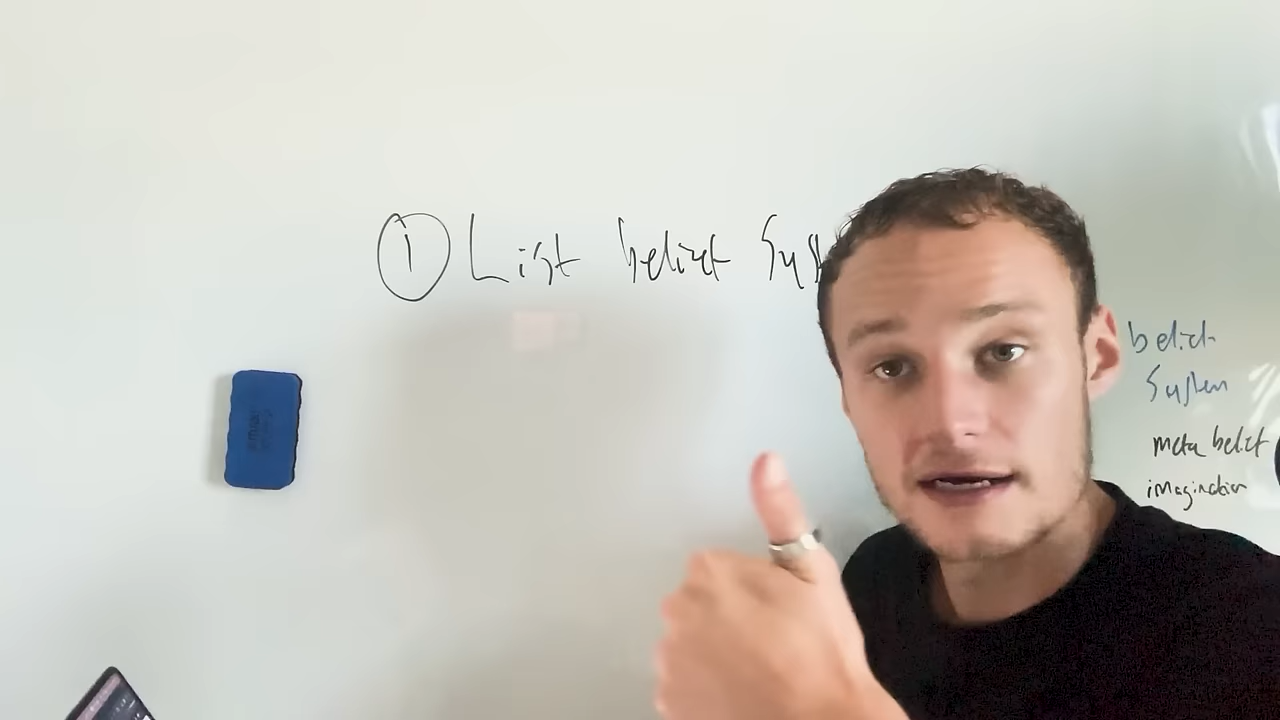 ① List belief Sys
belief
System
meta belief
imagination